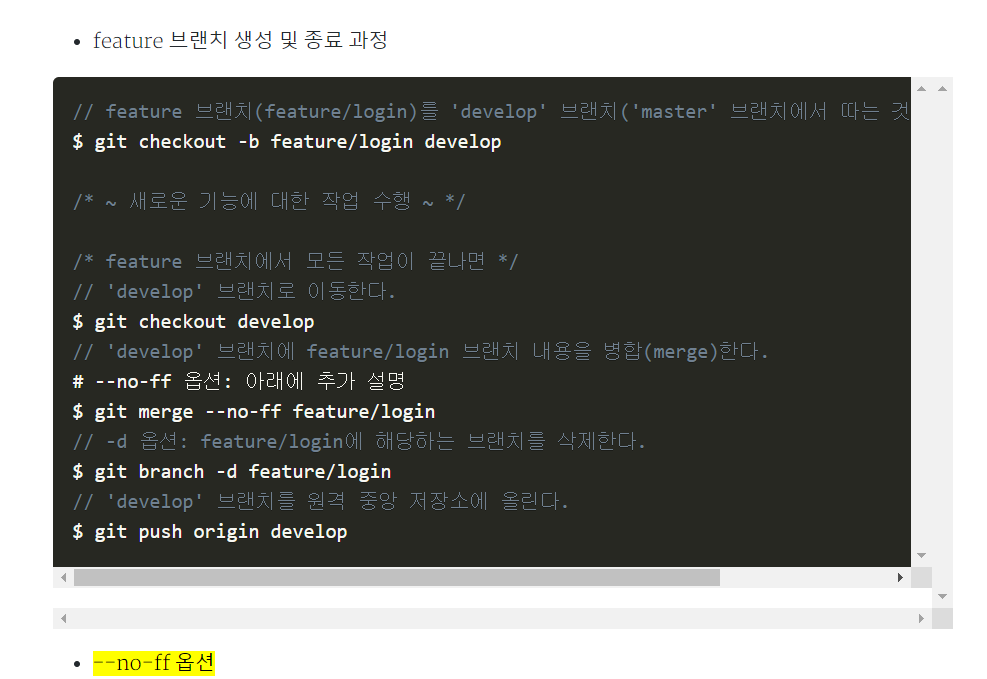 feature 브랜치 생성 및 종료 과정
// feature 브랜치(feature/login)를 'develop' 브랜치('master' 브랜치에서 따는 것
$ git checkout -b feature/login develop
/* ~ 새로운 기능에 대한 작업 수행 ~ */
/* feature 브랜치에서 모든 작업이 끝나면 */
// 'develop' 브랜치로 이동한다.
$ git checkout develop
// 'develop' 브랜치에 feature/login 브랜치 내용을 병합(merge)한다.
# --no-ff 옵션: 아래에 추가 설명
$ git merge --no-ff feature/login
// -d 옵션: feature/login에 해당하는 브랜치를 삭제한다.
$ git branch -d feature/login
// 'develop' 브랜치를 원격 중앙 저장소에 올린다.
$ git push origin develop
--no-ff 옵션